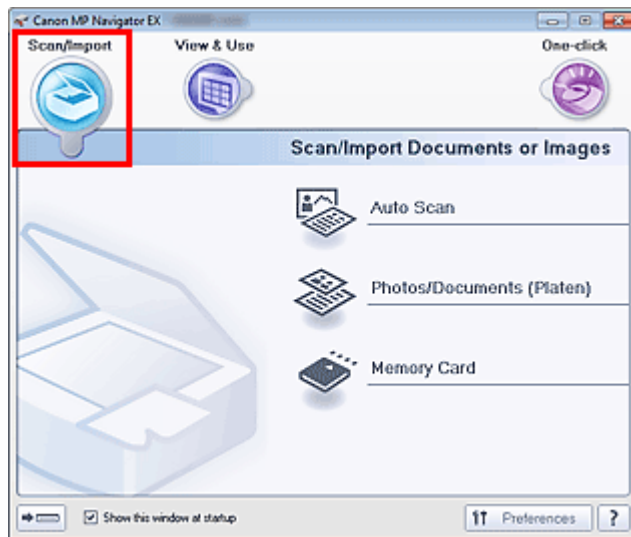 Canon MP Navigator EX
Scan/Import View & Use One-click
Scan/Import Documents or Images
Auto Scan
Photos/Documents (Platen)
Memory Card
Show this window at startup Preferences ?